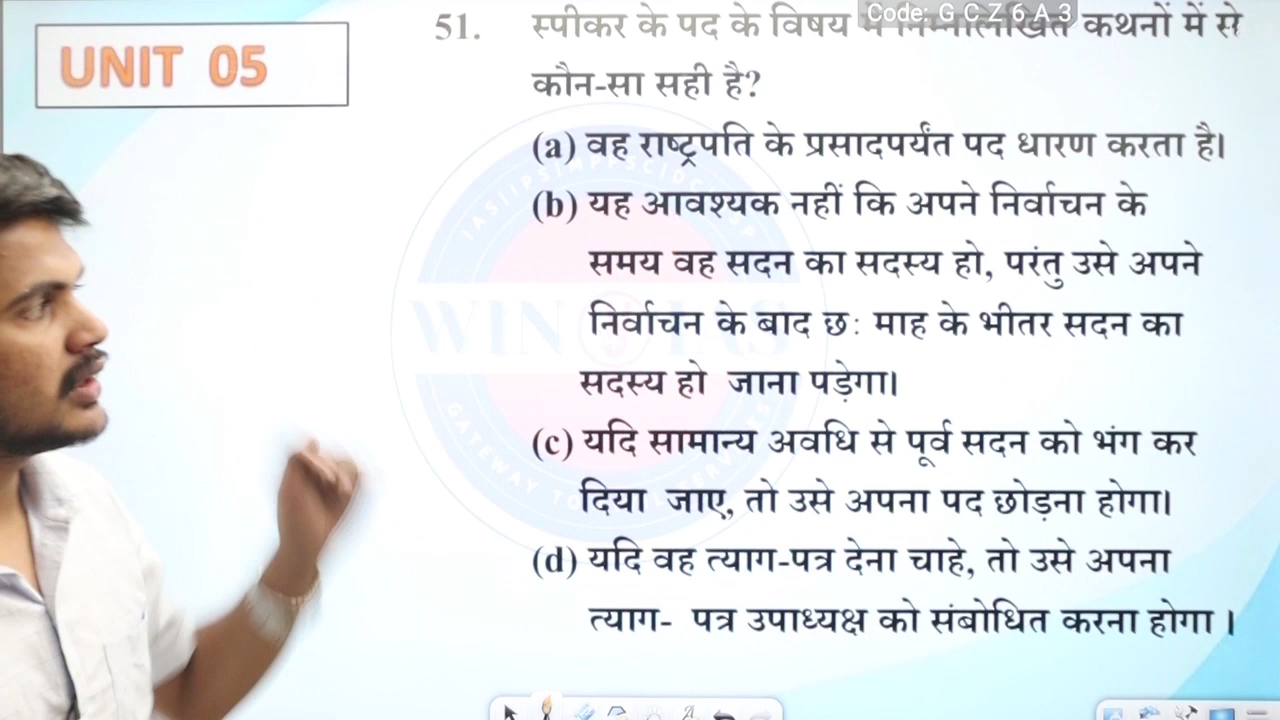 UNIT 05
Code: G C Z 6 A 3
51. स्पीकर के पद के विषय में निम्नलिखित कथनों में से
कौन-सा सही है?
(a) वह राष्ट्रपति के प्रसादपर्यंत पद धारण करता है।
(b) यह आवश्यक नहीं कि अपने निर्वाचन के
समय वह सदन का सदस्य हो, परंतु उसे अपने
निर्वाचन के बाद छः माह के भीतर सदन का
सदस्य हो जाना पड़ेगा।
(c) यदि सामान्य अवधि से पूर्व सदन को भंग कर
दिया जाए, तो उसे अपना पद छोड़ना होगा।
(d) यदि वह त्याग-पत्र देना चाहे, तो उसे अपना
त्याग- पत्र उपाध्यक्ष को संबोधित करना होगा ।
WIN IAS